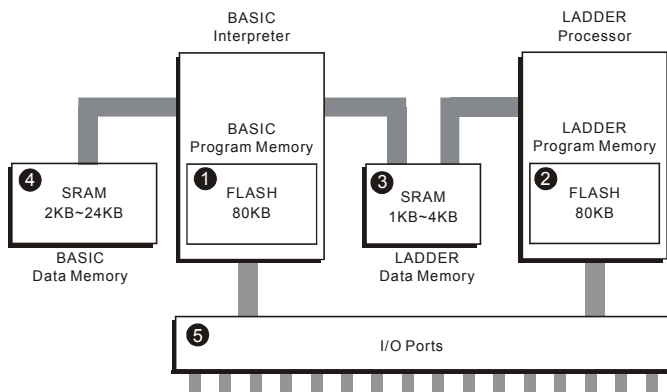 BASIC
Interpreter
LADDER
Processor
BASIC
Program Memory
LADDER
Program Memory
4
SRAM
2KB~24KB
1
FLASH
80KB
3
SRAM
1KB~4KB
2
FLASH
80KB
BASIC
Data Memory
LADDER
Data Memory
5
I/O Ports